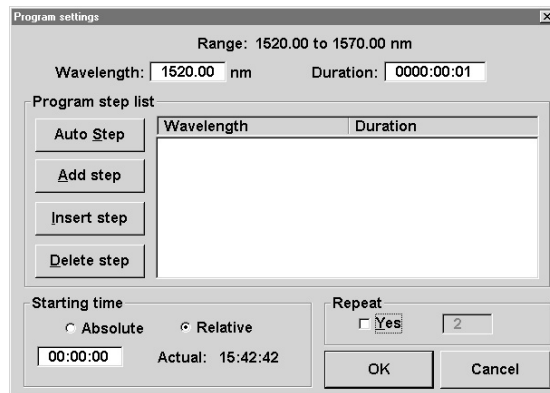 Program settings
Range: 1520.00 to 1570.00 nm
Wavelength: 1520.00 nm Duration: 0000:00:01
Program step list
Wavelength Duration
Auto Step
Add step
Insert step
Delete step
Starting time
Absolute Relative
00:00:00 Actual: 15:42:42
Repeat
Yes 2
OK Cancel